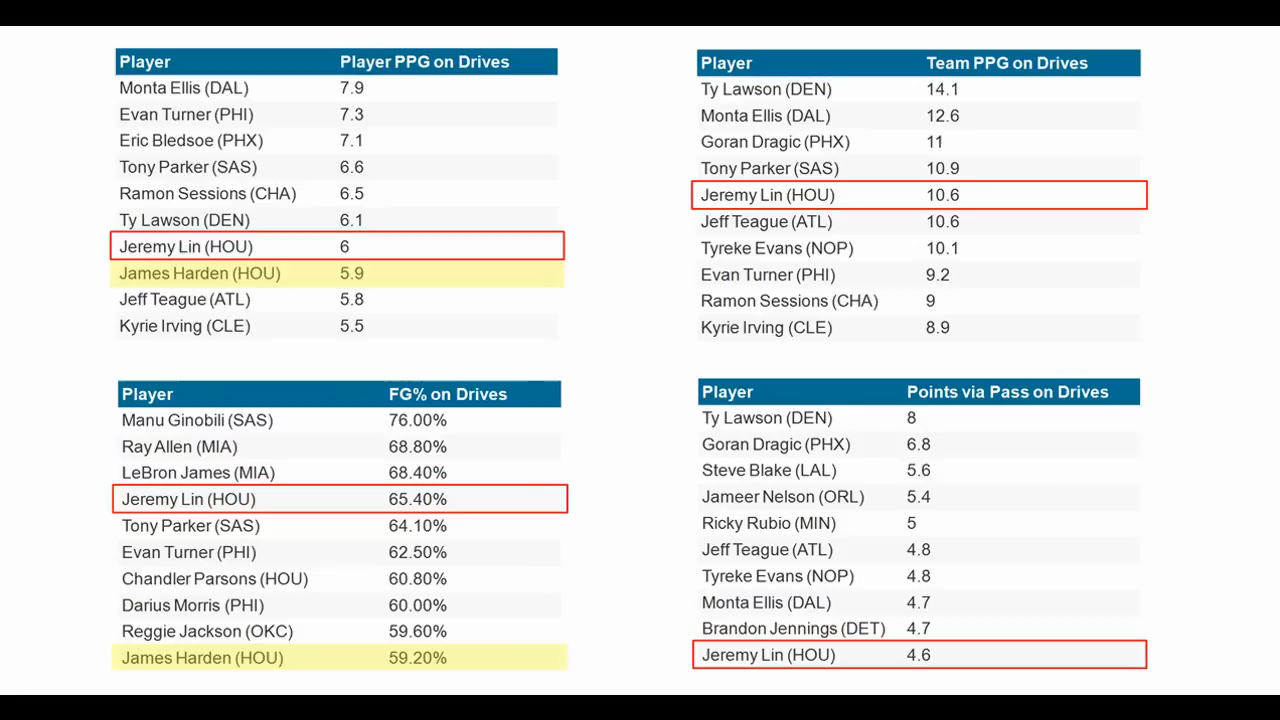 Player Player PPG on Drives
Monta Ellis (DAL) 7.9
Evan Turner (PHI) 7.3
Eric Bledsoe (PHX) 7.1
Tony Parker (SAS) 6.6
Ramon Sessions (CHA) 6.5
Ty Lawson (DEN) 6.1
Jeremy Lin (HOU) 6
James Harden (HOU) 5.9
Jeff Teague (ATL) 5.8
Kyrie Irving (CLE) 5.5
Player Team PPG on Drives
Ty Lawson (DEN) 14.1
Monta Ellis (DAL) 12.6
Goran Dragic (PHX) 11
Tony Parker (SAS) 10.9
Jeremy Lin (HOU) 10.6
Jeff Teague (ATL) 10.6
Tyreke Evans (NOP) 10.1
Evan Turner (PHI) 9.2
Ramon Sessions (CHA) 9
Kyrie Irving (CLE) 8.9
Player FG% on Drives
Manu Ginobili (SAS) 76.00%
Ray Allen (MIA) 68.80%
LeBron James (MIA) 68.40%
Jeremy Lin (HOU) 65.40%
Tony Parker (SAS) 64.10%
Evan Turner (PHI) 62.50%
Chandler Parsons (HOU) 60.80%
Darius Morris (PHI) 60.00%
Reggie Jackson (OKC) 59.60%
James Harden (HOU) 59.20%
Player Points via Pass on Drives
Ty Lawson (DEN) 8
Goran Dragic (PHX) 6.8
Steve Blake (LAL) 5.6
Jameer Nelson (ORL) 5.4
Ricky Rubio (MIN) 5
Jeff Teague (ATL) 4.8
Tyreke Evans (NOP) 4.8
Monta Ellis (DAL) 4.7
Brandon Jennings (DET) 4.7
Jeremy Lin (HOU) 4.6